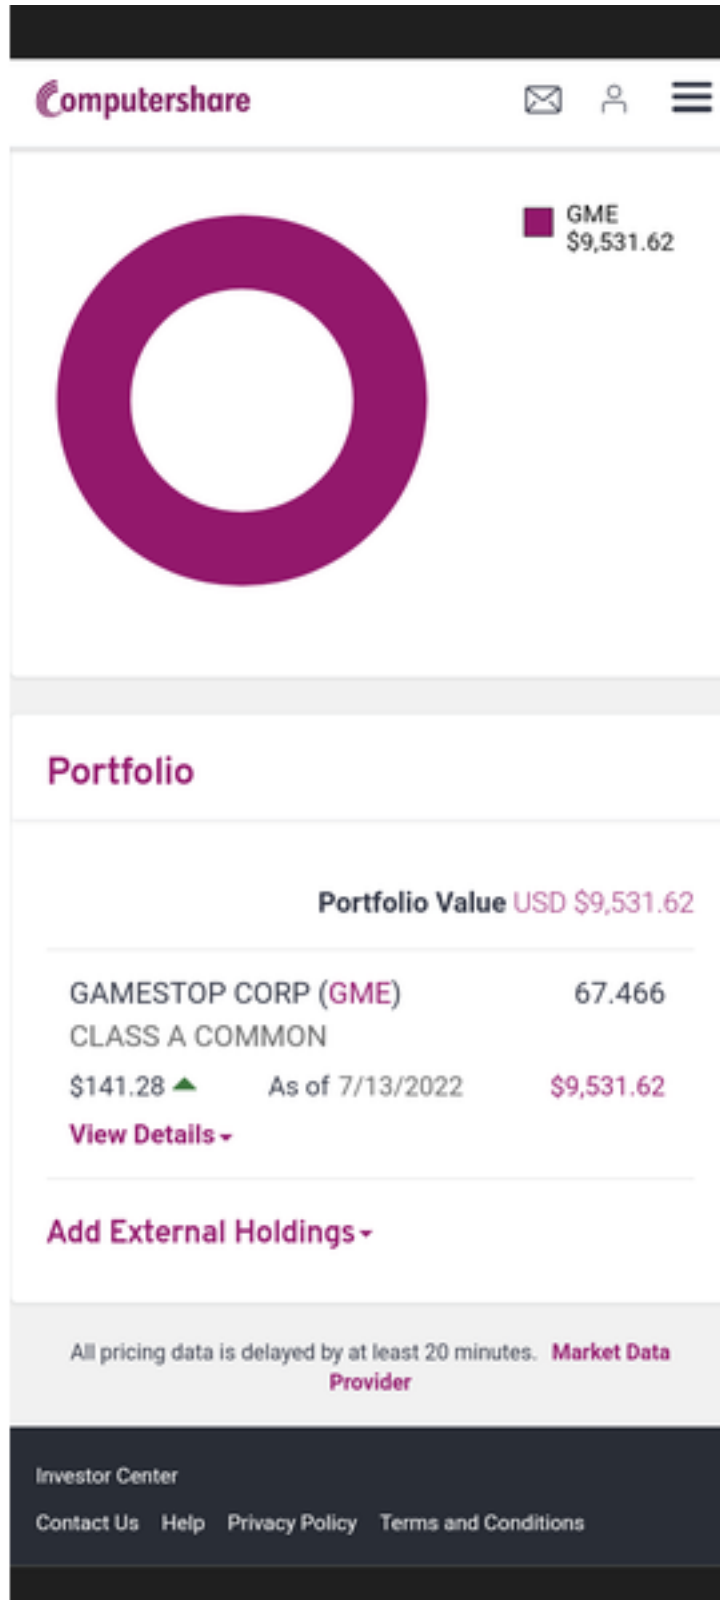 Computershare
GME
$9,531.62
Portfolio
Portfolio Value USD $9,531.62
GAMESTOP CORP (GME) 67.466
CLASS A COMMON
$141.28 As of 7/13/2022 $9,531.62
View Details
Add External Holdings
All pricing data is delayed by at least 20 minutes. Market Data
Provider
Investor Center
Contact Us Help Privacy Policy Terms and Conditions